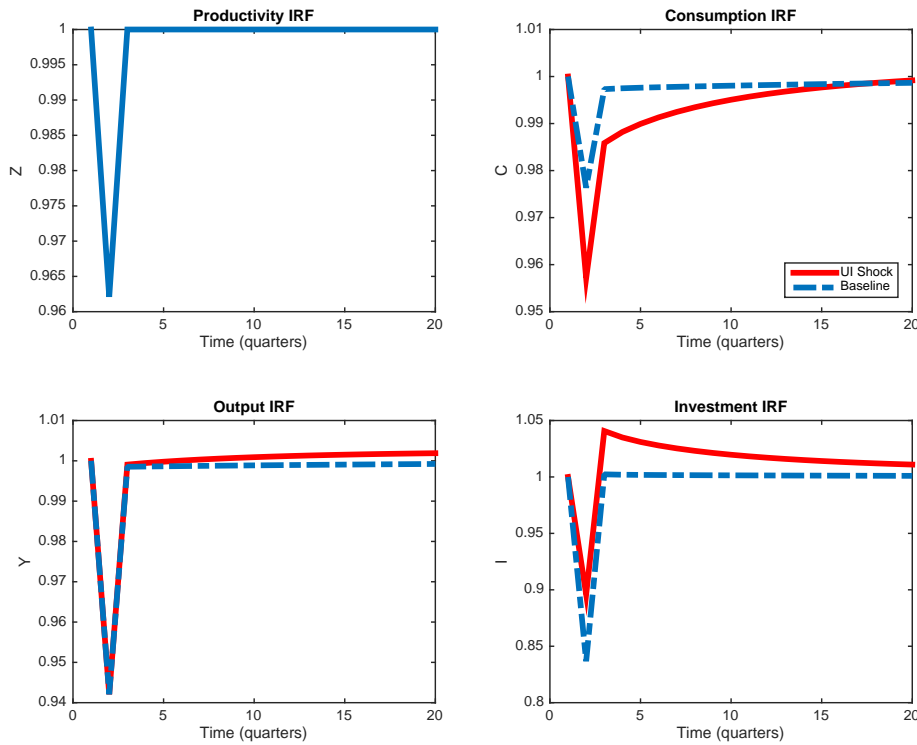 Productivity IRF
1
0.995
0.99
0.985
0.98
0.975
0.97
0.965
0.96
Z
0 5 10 15 20
Time (quarters)
Consumption IRF
1.01
1
0.99
0.98
0.97
0.96
0.95
C
UI Shock
Baseline
0 5 10 15 20
Time (quarters)
Output IRF
1.01
1
0.99
0.98
0.97
0.96
0.95
0.94
Y
0 5 10 15 20
Time (quarters)
Investment IRF
1.05
1
0.95
0.9
0.85
0.8
I
0 5 10 15 20
Time (quarters)